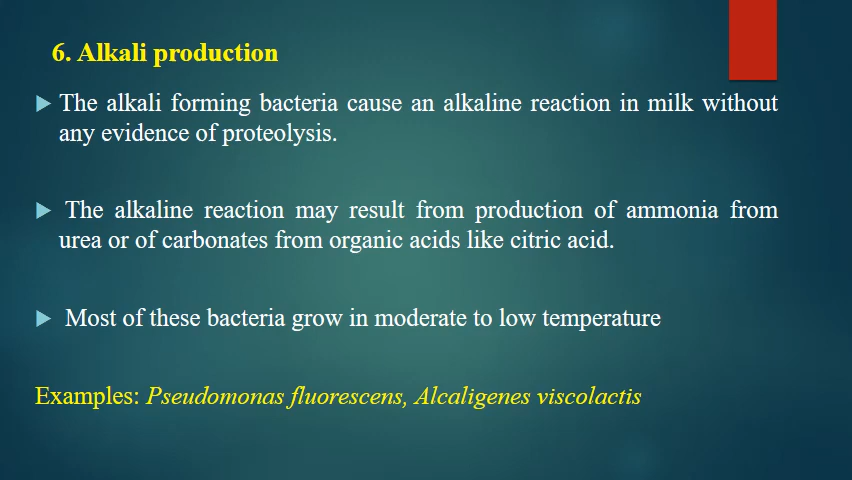 6. Alkali production
The alkali forming bacteria cause an alkaline reaction in milk without
any evidence of proteolysis.
The alkaline reaction may result from production of ammonia from
urea or of carbonates from organic acids like citric acid.
Most of these bacteria grow in moderate to low temperature
Examples: Pseudomonas fluorescens, Alcaligenes viscolactis